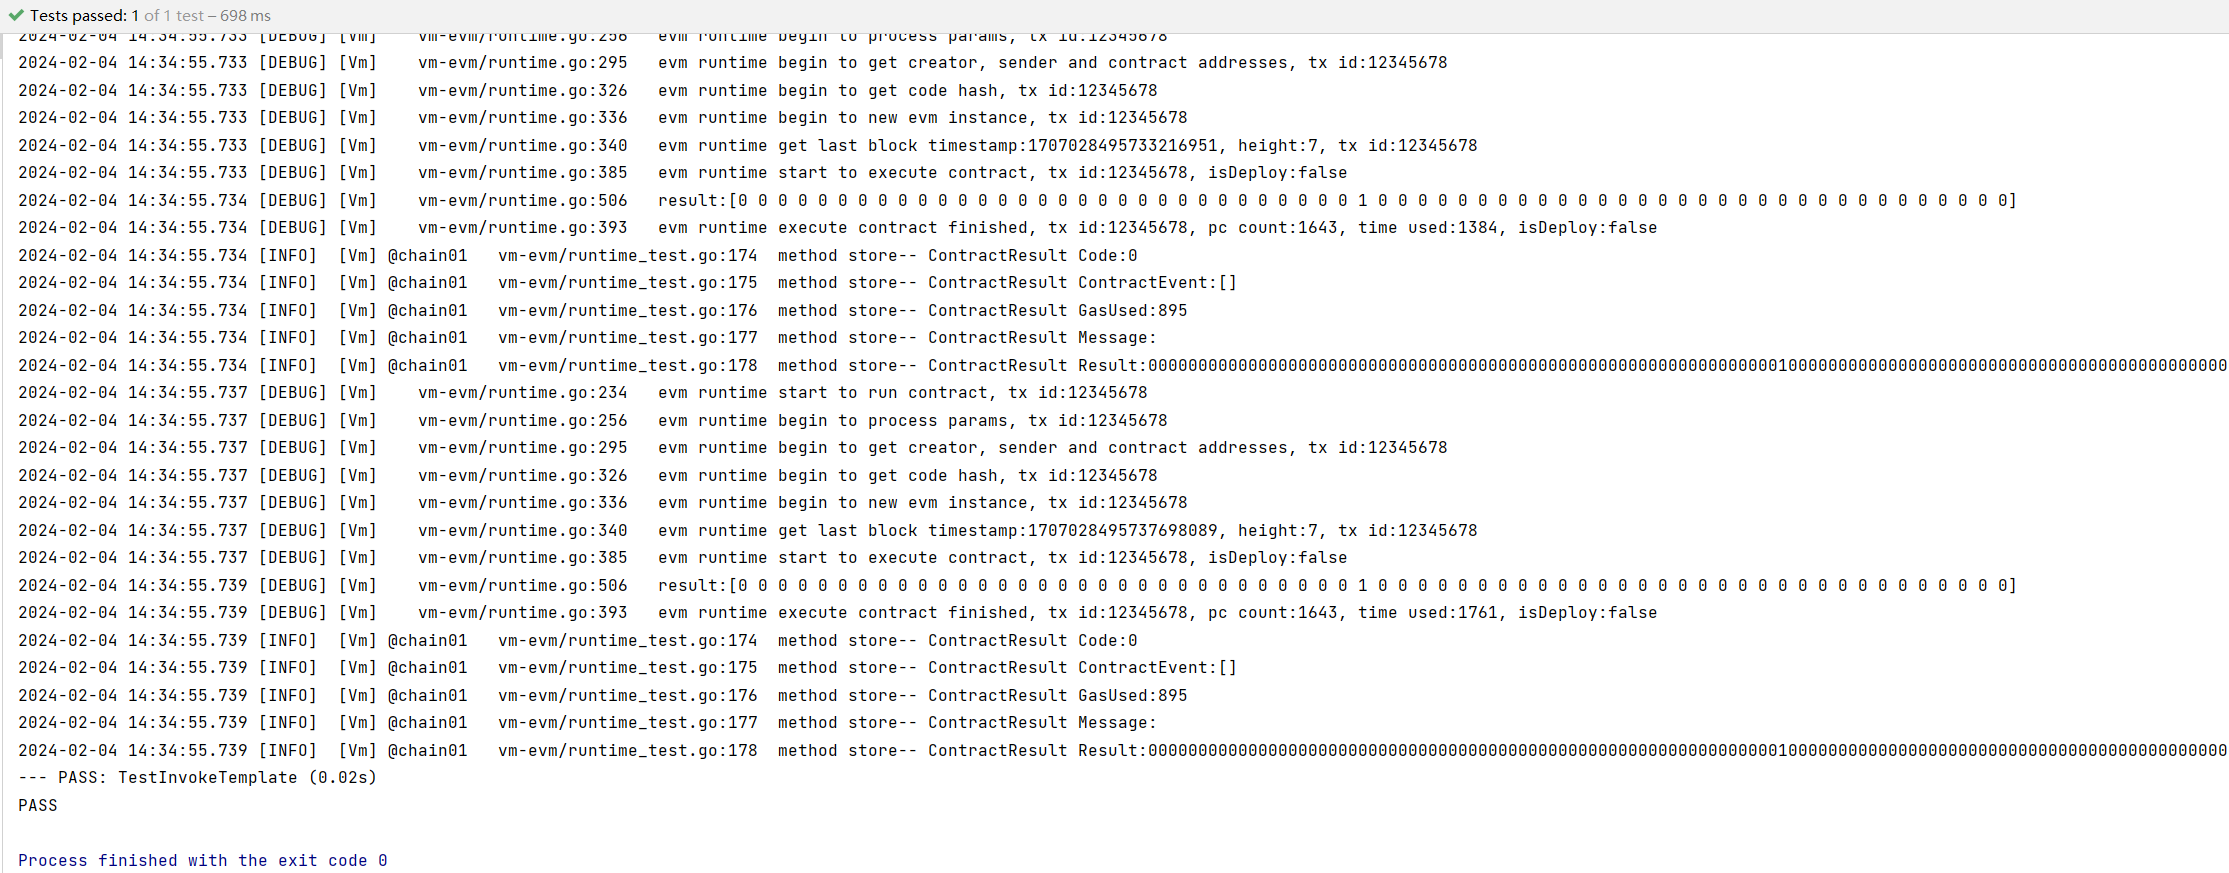 2024-02-04 14:34:55.733 [DEBUG] [Vm] vm-evm/runtime.go:256 evm runtime begin to process params, tx id:12345678
Tests passed: 1 of 1 test – 698 ms
2024-02-04 14:34:55.733 [DEBUG] [Vm] vm-evm/runtime.go:295 evm runtime begin to get creator, sender and contract addresses, tx id:12345678
2024-02-04 14:34:55.733 [DEBUG] [Vm] vm-evm/runtime.go:326 evm runtime begin to get code hash, tx id:12345678
2024-02-04 14:34:55.733 [DEBUG] [Vm] vm-evm/runtime.go:336 evm runtime begin to new evm instance, tx id:12345678
2024-02-04 14:34:55.733 [DEBUG] [Vm] vm-evm/runtime.go:340 evm runtime get last block timestamp:1707028495733216951, height:7, tx id:12345678
2024-02-04 14:34:55.733 [DEBUG] [Vm] vm-evm/runtime.go:385 evm runtime start to execute contract, tx id:12345678, isDeploy:false
2024-02-04 14:34:55.734 [DEBUG] [Vm] vm-evm/runtime.go:506 result:[0 0 0 0 0 0 0 0 0 0 0 0 0 0 0 0 0 0 0 0 0 0 0 0 0 0 0 0 0 0 0 1 0 0 0 0 0 0 0 0 0 0 0 0 0 0 0 0 0 0 0 0 0 0 0 0 0 0 0 0 0 0 0 0]
2024-02-04 14:34:55.734 [DEBUG] [Vm] vm-evm/runtime.go:393 evm runtime execute contract finished, tx id:12345678, pc count:1643, time used:1384, isDeploy:false
2024-02-04 14:34:55.734 [INFO] [Vm] @chain01 vm-evm/runtime_test.go:174 method store-- ContractResult Code:0
2024-02-04 14:34:55.734 [INFO] [Vm] @chain01 vm-evm/runtime_test.go:175 method store-- ContractResult ContractEvent:[]
2024-02-04 14:34:55.734 [INFO] [Vm] @chain01 vm-evm/runtime_test.go:176 method store-- ContractResult GasUsed:895
2024-02-04 14:34:55.734 [INFO] [Vm] @chain01 vm-evm/runtime_test.go:177 method store-- ContractResult Message:
2024-02-04 14:34:55.734 [INFO] [Vm] @chain01 vm-evm/runtime_test.go:178 method store-- ContractResult Result:000000000000000000000000000000000000000000000000000000000000000100000000000000000000000000000000000000000000
2024-02-04 14:34:55.737 [DEBUG] [Vm] vm-evm/runtime.go:234 evm runtime start to run contract, tx id:12345678
2024-02-04 14:34:55.737 [DEBUG] [Vm] vm-evm/runtime.go:256 evm runtime begin to process params, tx id:12345678
2024-02-04 14:34:55.737 [DEBUG] [Vm] vm-evm/runtime.go:295 evm runtime begin to get creator, sender and contract addresses, tx id:12345678
2024-02-04 14:34:55.737 [DEBUG] [Vm] vm-evm/runtime.go:326 evm runtime begin to get code hash, tx id:12345678
2024-02-04 14:34:55.737 [DEBUG] [Vm] vm-evm/runtime.go:336 evm runtime begin to new evm instance, tx id:12345678
2024-02-04 14:34:55.737 [DEBUG] [Vm] vm-evm/runtime.go:340 evm runtime get last block timestamp:1707028495737698089, height:7, tx id:12345678
2024-02-04 14:34:55.737 [DEBUG] [Vm] vm-evm/runtime.go:385 evm runtime start to execute contract, tx id:12345678, isDeploy:false
2024-02-04 14:34:55.739 [DEBUG] [Vm] vm-evm/runtime.go:506 result:[0 0 0 0 0 0 0 0 0 0 0 0 0 0 0 0 0 0 0 0 0 0 0 0 0 0 0 0 0 0 0 1 0 0 0 0 0 0 0 0 0 0 0 0 0 0 0 0 0 0 0 0 0 0 0 0 0 0 0 0 0 0 0 0]
2024-02-04 14:34:55.739 [DEBUG] [Vm] vm-evm/runtime.go:393 evm runtime execute contract finished, tx id:12345678, pc count:1643, time used:1761, isDeploy:false
2024-02-04 14:34:55.739 [INFO] [Vm] @chain01 vm-evm/runtime_test.go:174 method store-- ContractResult Code:0
2024-02-04 14:34:55.739 [INFO] [Vm] @chain01 vm-evm/runtime_test.go:175 method store-- ContractResult ContractEvent:[]
2024-02-04 14:34:55.739 [INFO] [Vm] @chain01 vm-evm/runtime_test.go:176 method store-- ContractResult GasUsed:895
2024-02-04 14:34:55.739 [INFO] [Vm] @chain01 vm-evm/runtime_test.go:177 method store-- ContractResult Message:
2024-02-04 14:34:55.739 [INFO] [Vm] @chain01 vm-evm/runtime_test.go:178 method store-- ContractResult Result:000000000000000000000000000000000000000000000000000000000000000100000000000000000000000000000000000000000000
--- PASS: TestInvokeTemplate (0.02s)
PASS
Process finished with the exit code 0